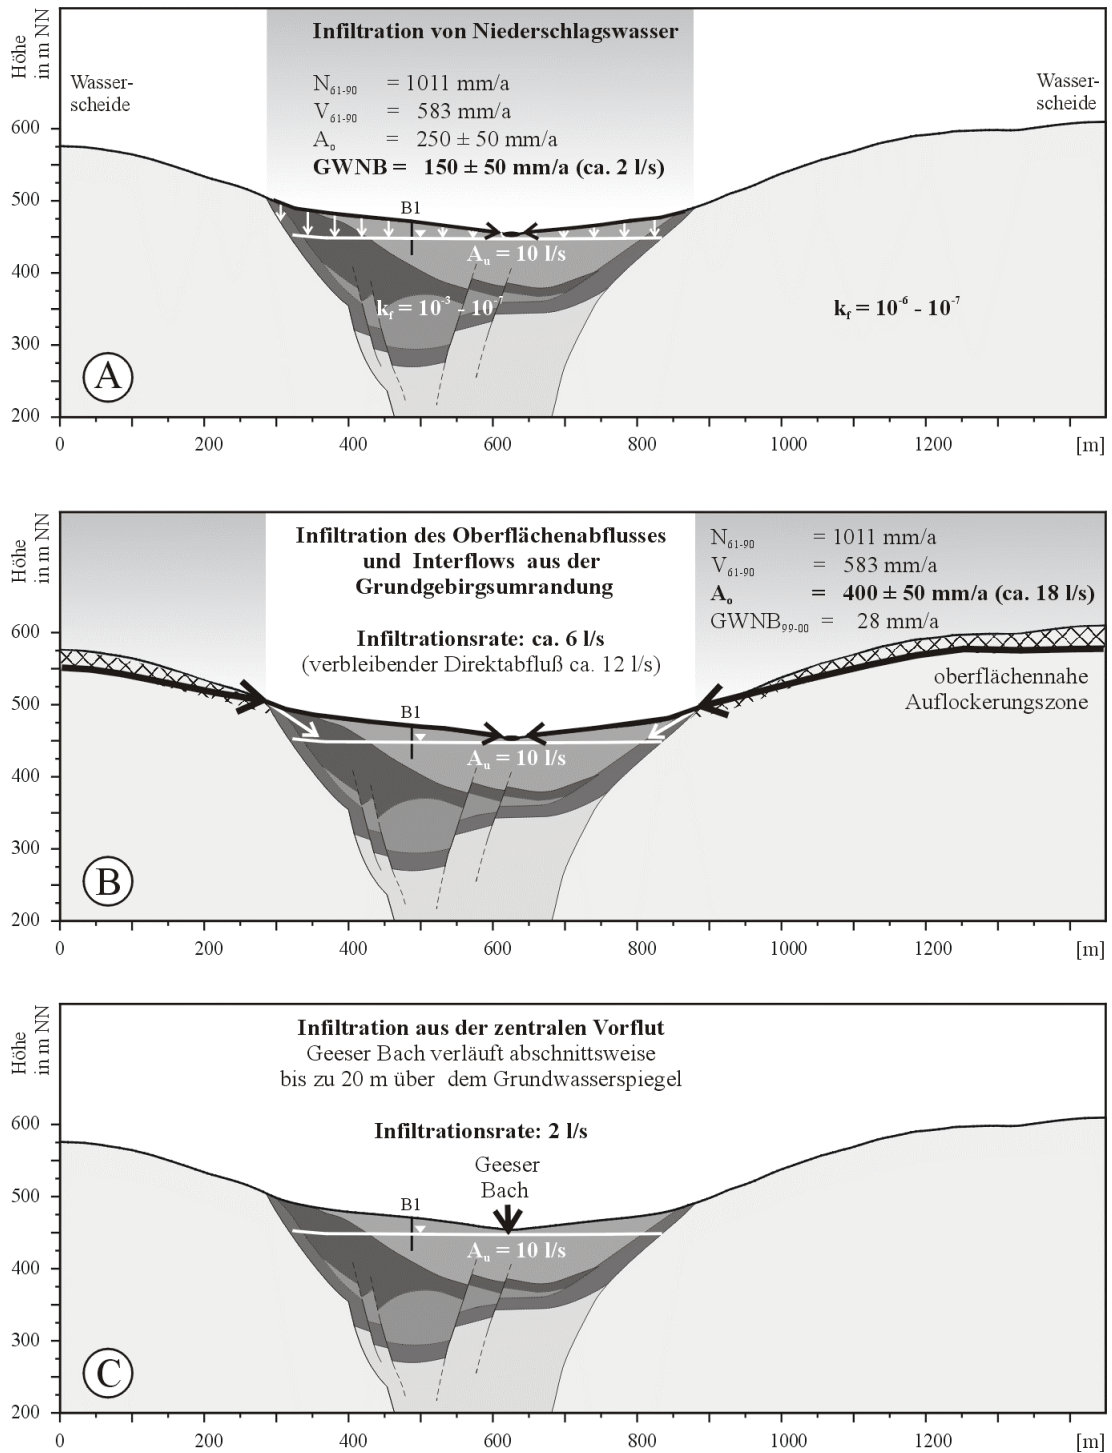 Höhe
in m NN
Infiltration von Niederschlagswasser
Wasser-
scheide
N61-90 = 1011 mm/a
V61-90 = 583 mm/a
Ao = 250 ± 50 mm/a
GWNB = 150 ± 50 mm/a (ca. 2 l/s)
Wasser-
scheide
600
500
400
300
200
B1
Au = 10 l/s
kf = 10-3 - 10-7
kf = 10-6 - 10-7
A
0 200 400 600 800 1000 1200 [m]
Höhe
in m NN
Infiltration des Oberflächenabflusses
und Interflows aus der
Grundgebirgsumrandung
Infiltrationsrate: ca. 6 l/s
(verbleibender Direktabfluß ca. 12 l/s)
N61-90 = 1011 mm/a
V61-90 = 583 mm/a
Ao = 400 ± 50 mm/a (ca. 18 l/s)
GWNB99-00 = 28 mm/a
oberflächennahe
Auflockerungszone
600
500
400
300
200
B1
Au = 10 l/s
B
0 200 400 600 800 1000 1200 [m]
Höhe
in m NN
Infiltration aus der zentralen Vorflut
Geeser Bach verläuft abschnittsweise
bis zu 20 m über dem Grundwasserspiegel
Infiltrationsrate: 2 l/s
Geeser
Bach
600
500
400
300
200
B1
Au = 10 l/s
C
0 200 400 600 800 1000 1200 [m]